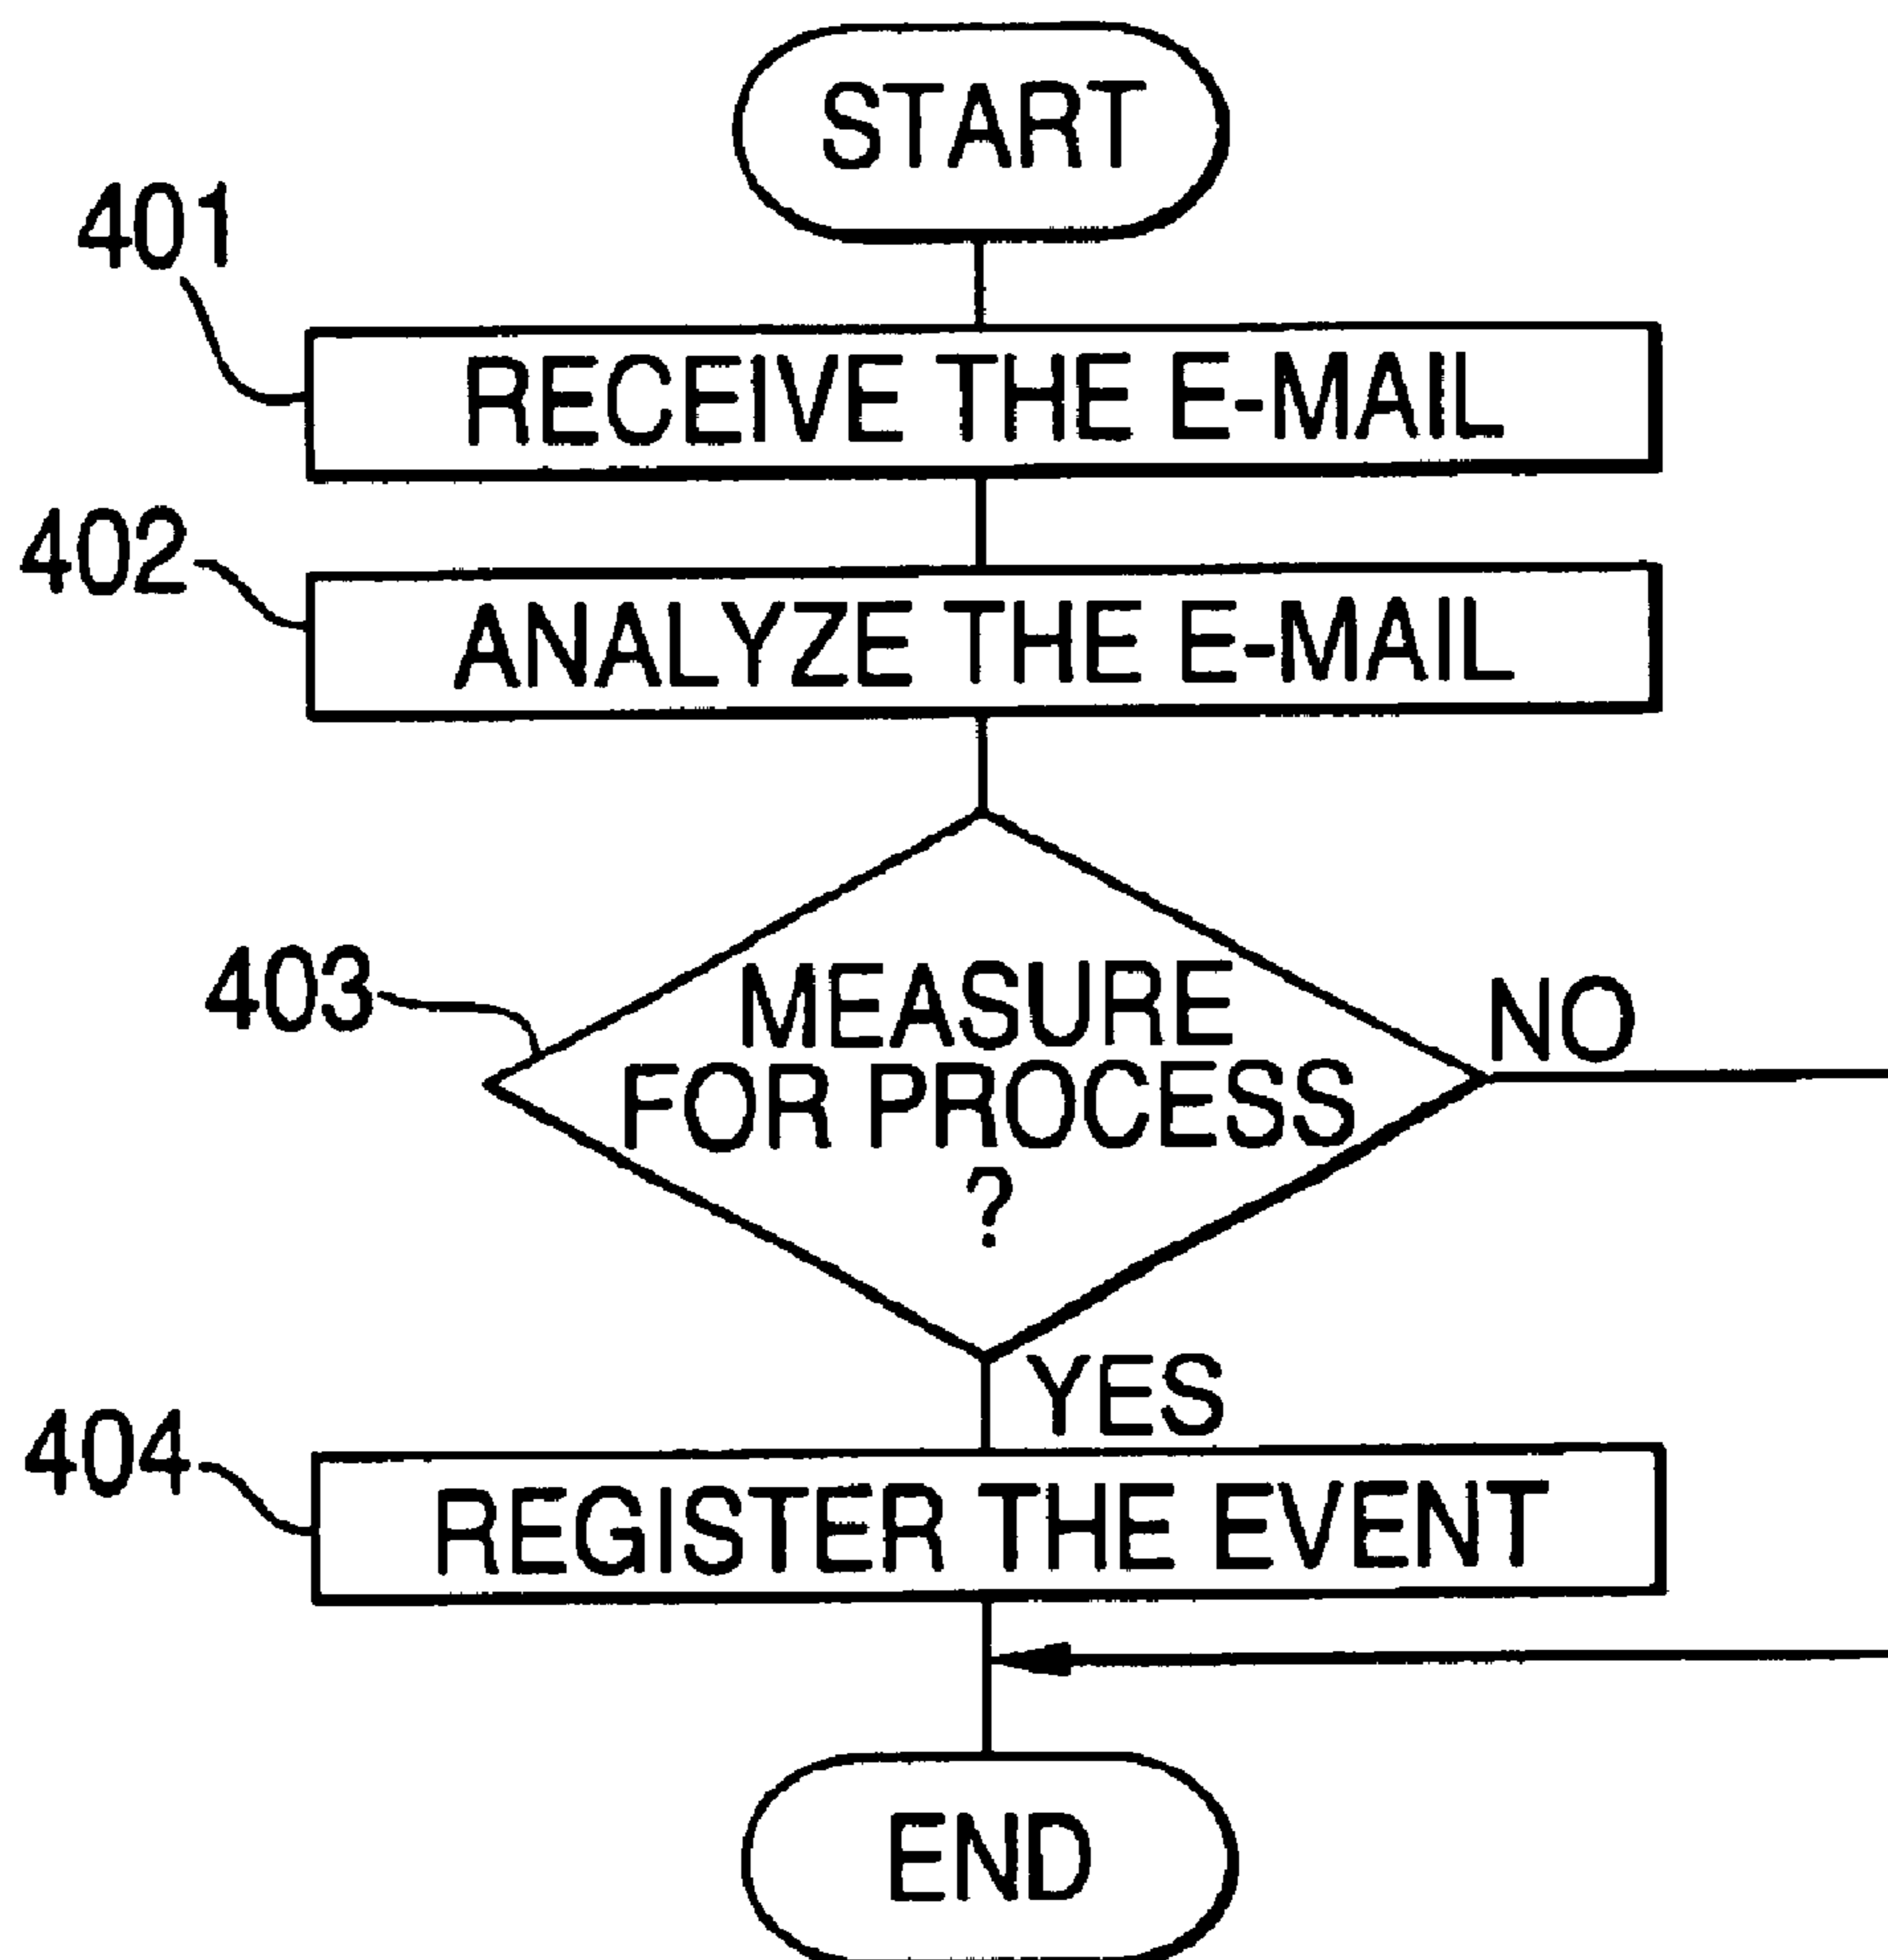 START
401
RECEIVE THE E-MAIL
402
ANALYZE THE E-MAIL
403
MEASURE
FOR PROCESS
?
NO
YES
404
REGISTER THE EVENT
END